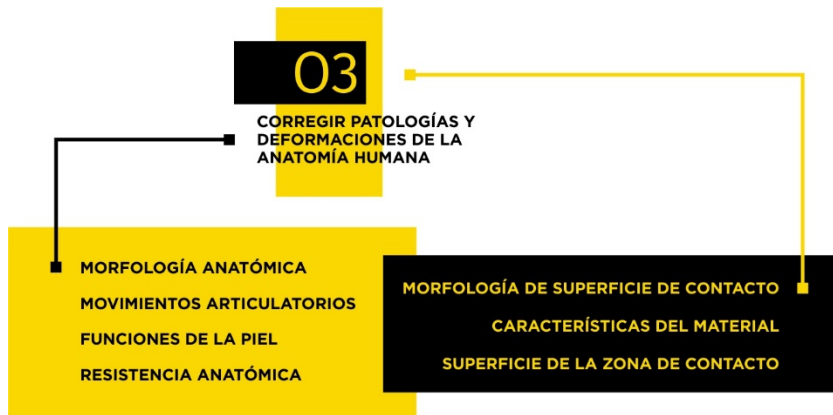 03
CORREGIR PATOLOGÍAS Y
DEFORMACIONES DE LA
ANATOMÍA HUMANA
MORFOLOGÍA ANATÓMICA
MOVIMIENTOS ARTICULATORIOS
FUNCIONES DE LA PIEL
RESISTENCIA ANATÓMICA
MORFOLOGÍA DE SUPERFICIE DE CONTACTO
CARACTERÍSTICAS DEL MATERIAL
SUPERFICIE DE LA ZONA DE CONTACTO